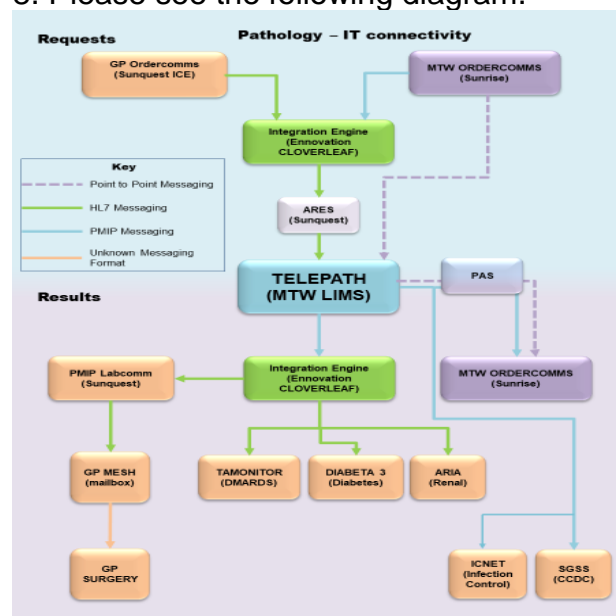 3. Please see the following diagram:
Requests
Pathology – IT connectivity
GP Ordercomms
(Sunquest ICE)
MTW ORDERCOMMS
(Sunrise)
Integration Engine
(Ennovation
CLOVERLEAF)
Key
Point to Point Messaging
HL7 Messaging
PMIP Messaging
Unknown Messaging
Format
ARES
(Sunquest)
TELEPATH
(MTW LIMS)
PAS
Results
PMIP Labcomm
(Sunquest)
Integration Engine
(Ennovation
CLOVERLEAF)
MTW ORDERCOMMS
(Sunrise)
GP MESH
(mailbox)
TAMONITOR
(DMARDS)
DIABETA 3
(Diabetes)
ARIA
(Renal)
GP
SURGERY
ICNET
(Infection
Control)
SGSS
(CCDC)